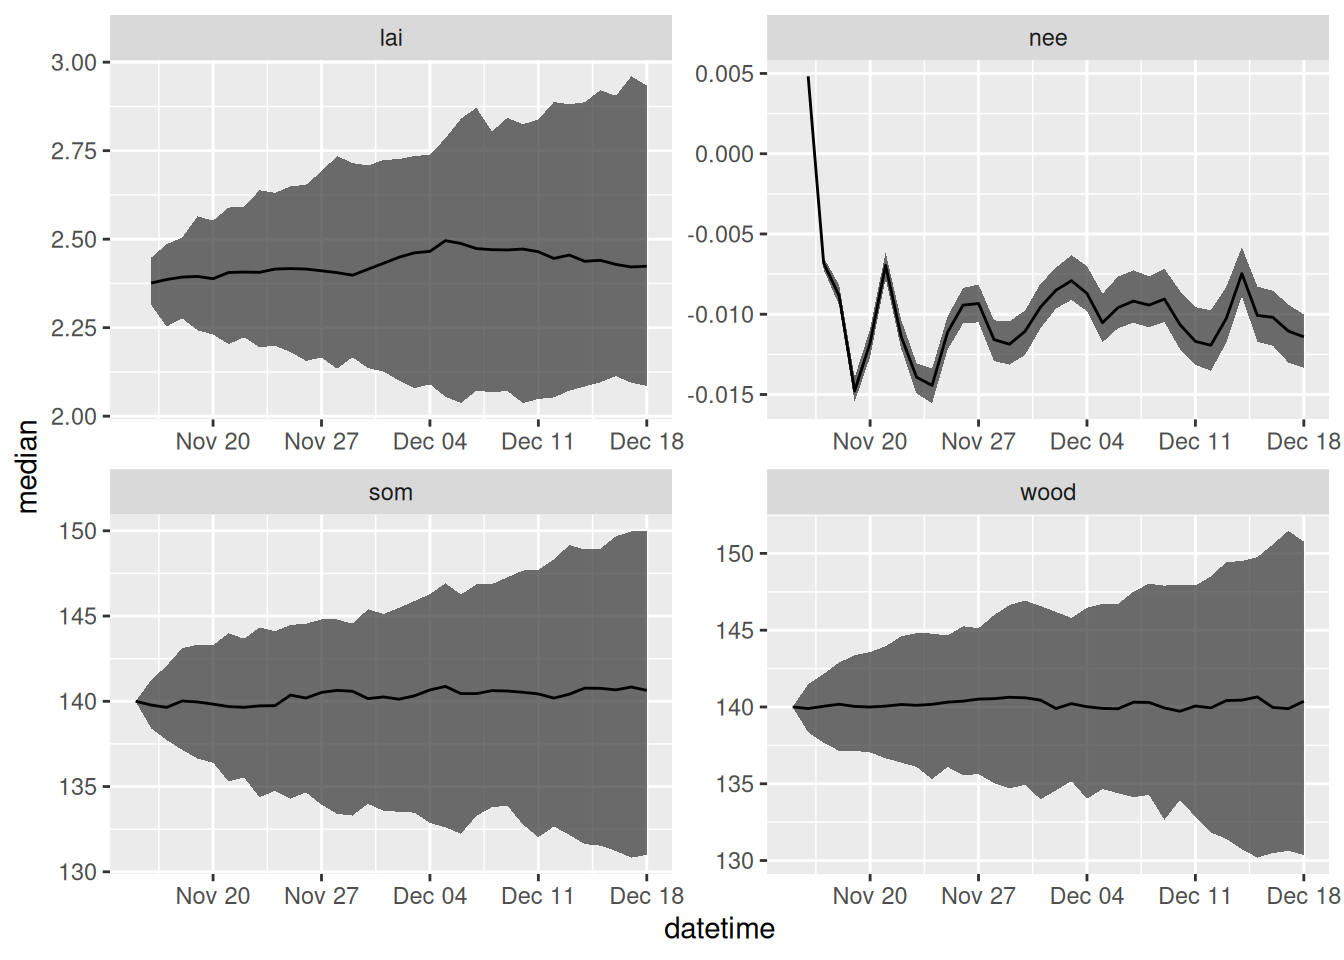 lai
3.00
2.75
2.50
2.25
2.00
Nov 20 Nov 27 Dec 04 Dec 11 Dec 18
nee
0.005
0.000
-0.005
-0.010
-0.015
Nov 20 Nov 27 Dec 04 Dec 11 Dec 18
median
som
150
145
140
135
130
Nov 20 Nov 27 Dec 04 Dec 11 Dec 18
wood
150
145
140
135
130
Nov 20 Nov 27 Dec 04 Dec 11 Dec 18
datetime